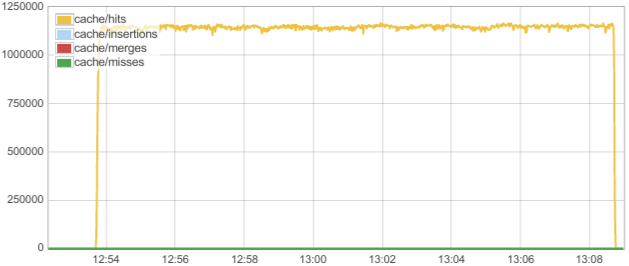 1250000
1000000
750000
500000
250000
0
cache/hits
cache/insertions
cache/merges
cache/misses
12:54 12:56 12:58 13:00 13:02 13:04 13:06 13:08